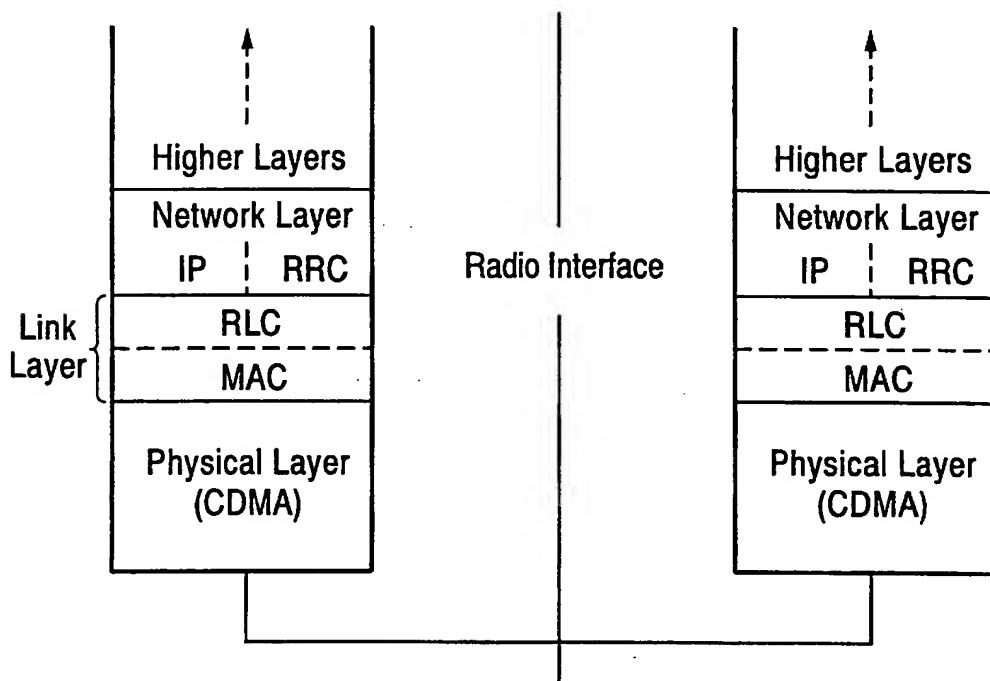 Higher Layers
Network Layer
IP RRC
Link
Layer
RLC
MAC
Physical Layer
(CDMA)
Radio Interface
Higher Layers
Network Layer
IP RRC
RLC
MAC
Physical Layer
(CDMA)